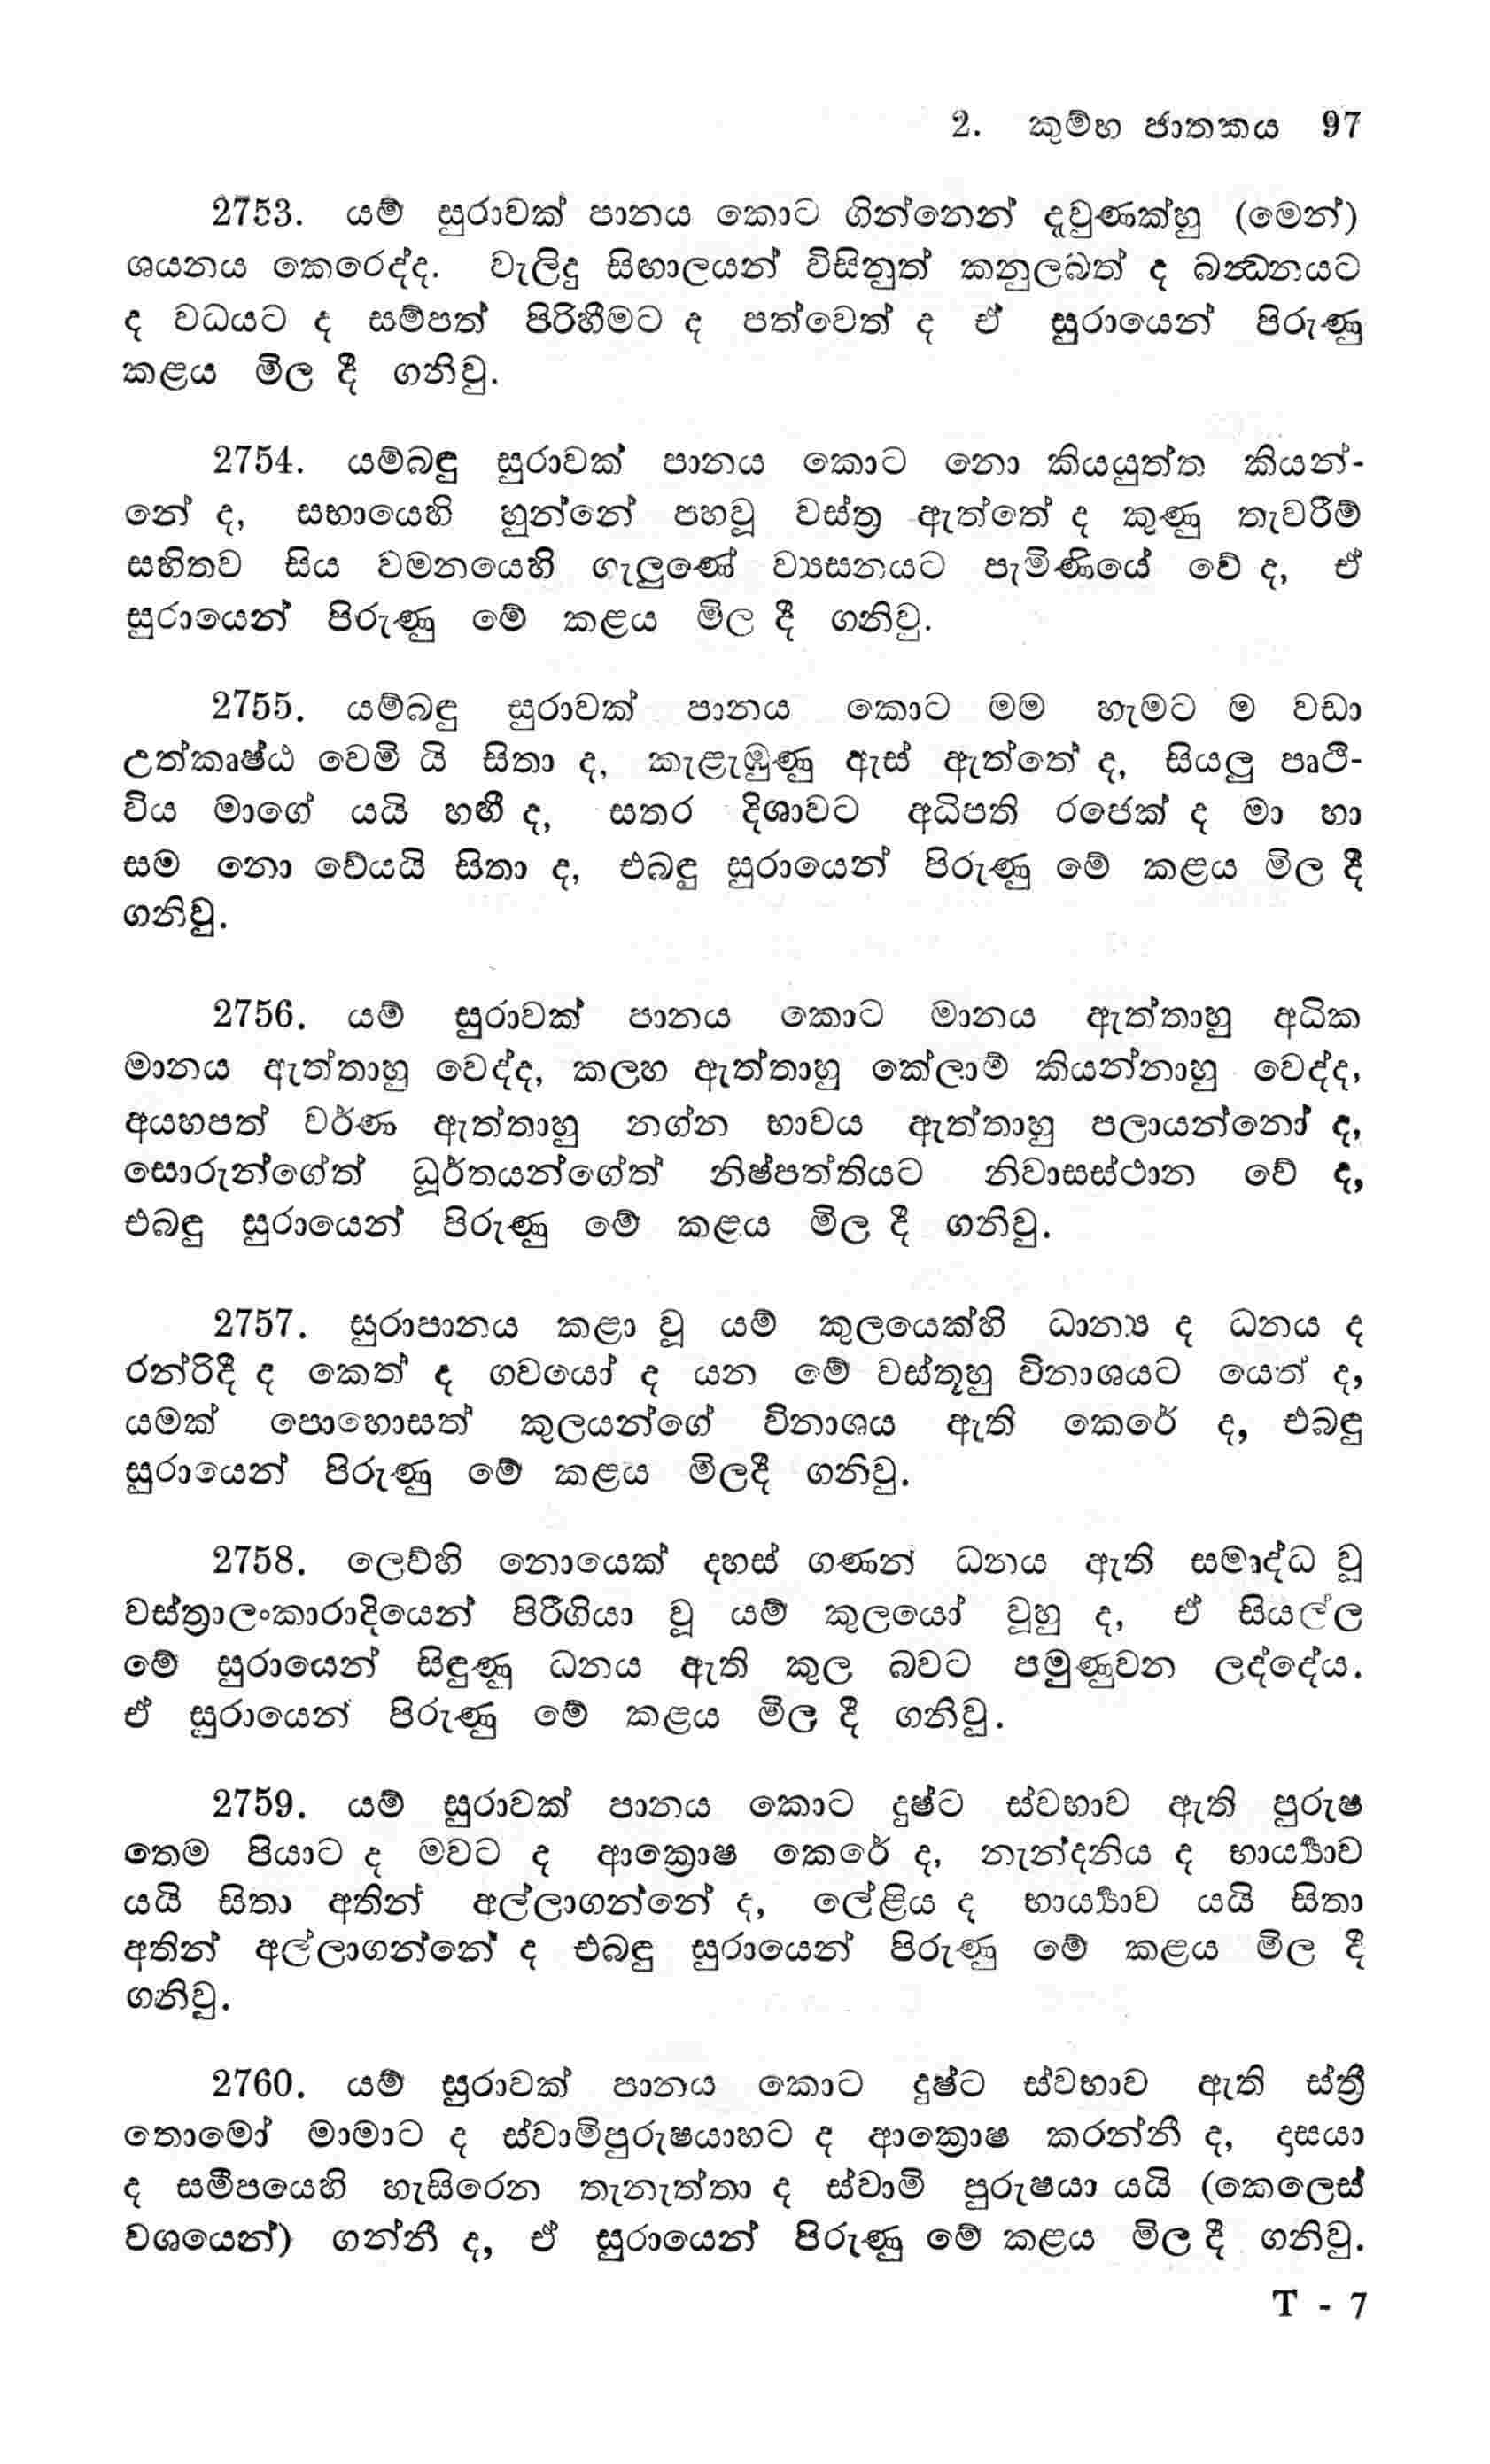 2. කුම්භ ජාතකය 97
2753. යම් සුරාවක් පානය කොට ගින්නෙන් දැවුණක්හු (මෙන්)
ශයනය කෙරෙද්ද. වැලිදු සිඟාලයන් විසිනුත් කනුලබත් ද බන්ධනයට
ද වධයට ද සම්පත් පිරිහීමට ද පත්වෙත් ද ඒ සුරායෙන් පිරුණු
කළය මිල දී ගනිවු.
2754. යම්බඳු සුරාවක් පානය කොට නො කියයුත්ත කියන්-
නේ ද, සභායෙහි හුන්නේ පහවූ වස්ත්‍ර ඇත්තේ ද කුණු තැවරීම්
සහිතව සිය වමනයෙහි ගැලුණේ ව්‍යසනයට පැමිණියේ වේ ද, ඒ
සුරායෙන් පිරුණු මේ කළය මිල දී ගනිවු.
2755. යම්බඳු සුරාවක් පානය කොට මම හැමට ම වඩා
උත්කෘෂ්ඨ වෙමි යි සිතා ද, කැළැඹුණු ඇස් ඇත්තේ ද, සියලු පෘථි-
විය මාගේ යයි හඟී ද, සතර දිශාවට අධිපති රජෙක් ද මා හා
සම නො වේයයි සිතා ද, එබඳු සුරායෙන් පිරුණු මේ කළය මිල දී
ගනිවු.
2756. යම් සුරාවක් පානය කොට මානය ඇත්තාහු අධික
මානය ඇත්තාහු වෙද්ද, කලහ ඇත්තාහු කේලාම් කියන්නාහු වෙද්ද,
අයහපත් වර්ණ ඇත්තාහු නග්න භාවය ඇත්තාහු පලායන්නෝ ද,
සොරුන්ගේත් ධූර්තයන්ගේත් නිෂ්පත්තියට නිවාසස්ථාන වේ ද,
එබඳු සුරායෙන් පිරුණු මේ කළය මිල දී ගනිවු.
2757. සුරාපානය කළා වූ යම් කුලයෙක්හි ධාන්‍ය ද ධනය ද
රන්රිදී ද කෙත් ද ගවයෝ ද යන මේ වස්තූහු විනාශයට යෙත් ද,
යමක් පොහොසත් කුලයන්ගේ විනාශය ඇති කෙරේ ද, එබඳු
සුරායෙන් පිරුණු මේ කළය මිලදී ගනිවු.
2758. ලෙව්හි නොයෙක් දහස් ගණන් ධනය ඇති සමෘද්ධ වූ
වස්ත්‍රාලංකාරාදියෙන් පිරීගියා වූ යම් කුලයෝ වූහු ද, ඒ සියල්ල
මේ සුරායෙන් සිඳුණු ධනය ඇති කුල බවට පමුණුවන ලද්දේය.
ඒ සුරායෙන් පිරුණු මේ කළය මිල දී ගනිවු.
2759. යම් සුරාවක් පානය කොට දුෂ්ට ස්වභාව ඇති පුරුෂ
තෙම පියාට ද මවට ද ආක්‍රොෂ කෙරේ ද, නැන්දනිය ද භාර්‍ය්‍යාව
යයි සිතා අතින් අල්ලාගන්නේ ද, ලේළිය ද භාර්‍ය්‍යාව යයි සිතා
අතින් අල්ලාගන්නේ ද එබඳු සුරායෙන් පිරුණු මේ කළය මිල දී
ගනිවු.
2760. යම් සුරාවක් පානය කොට දුෂ්ට ස්වභාව ඇති ස්ත්‍රී
තොමෝ මාමාට ද ස්වාමිපුරුෂයාහට ද ආක්‍රොෂ කරන්නී ද, දාසයා
ද සමීපයෙහි හැසිරෙන තැනැත්තා ද ස්වාමි පුරුෂයා යයි (කෙලෙස්
වශයෙන්) ගන්නී ද, ඒ සුරායෙන් පිරුණු මේ කළය මිල දී ගනිවු.
T - 7